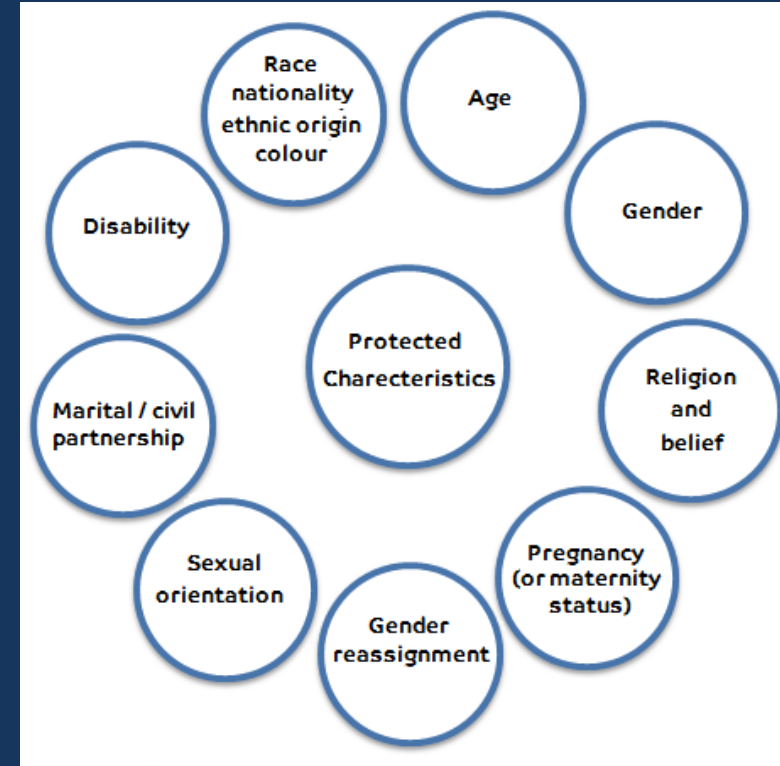 Race
nationality
ethnic origin
colour
Age
Gender
Disability
Protected
Charecteristics
Religion
and
belief
Marital / civil
partnership
Pregnancy
(or maternity
status)
Sexual
orientation
Gender
reassignment